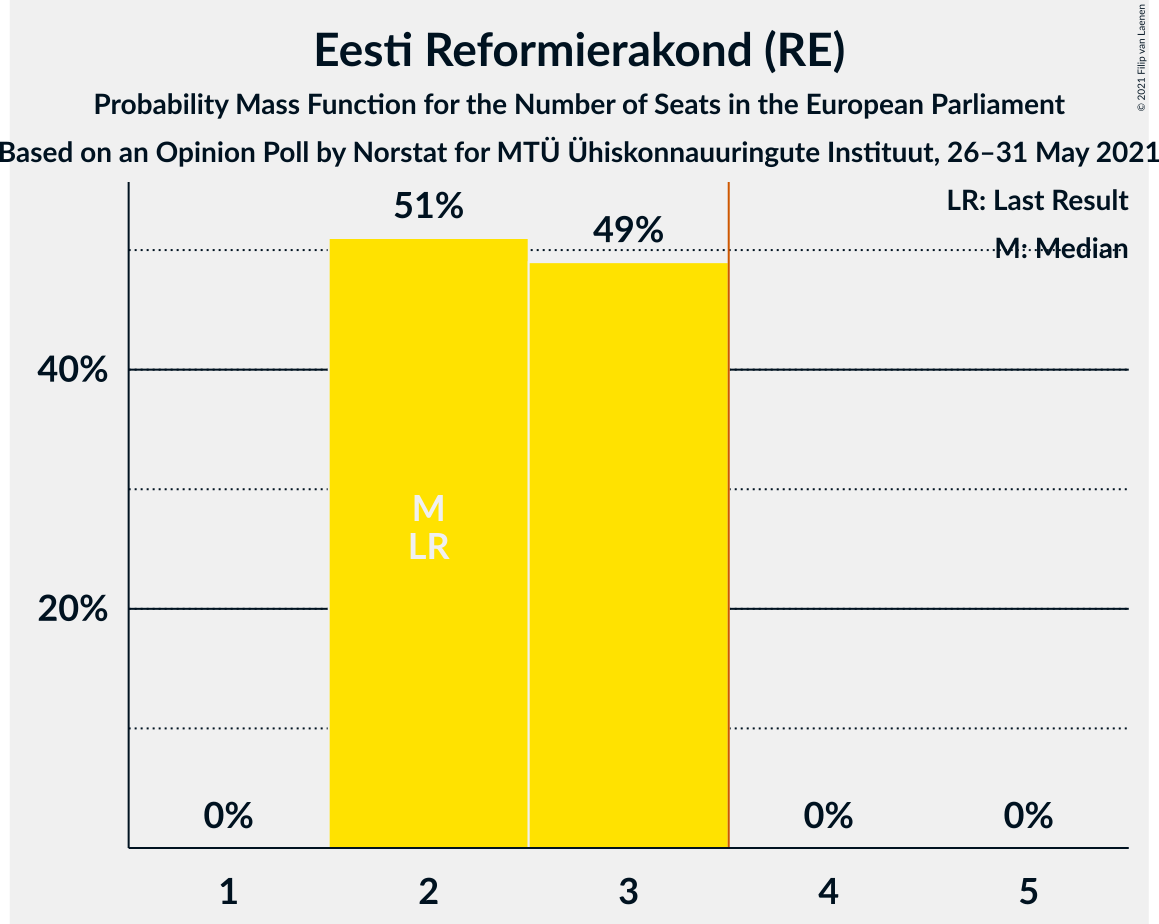 Eesti Reformierakond (RE)
Probability Mass Function for the Number of Seats in the European Parliament
Based on an Opinion Poll by Norstat for MTÜ Ühiskonnauuringute Instituut, 26–31 May 2021
© 2021 Filip van Laenen
LR: Last Result
M: Median
51%
49%
40%
20%
M
LR
0%
0%
0%
1
2
3
4
5